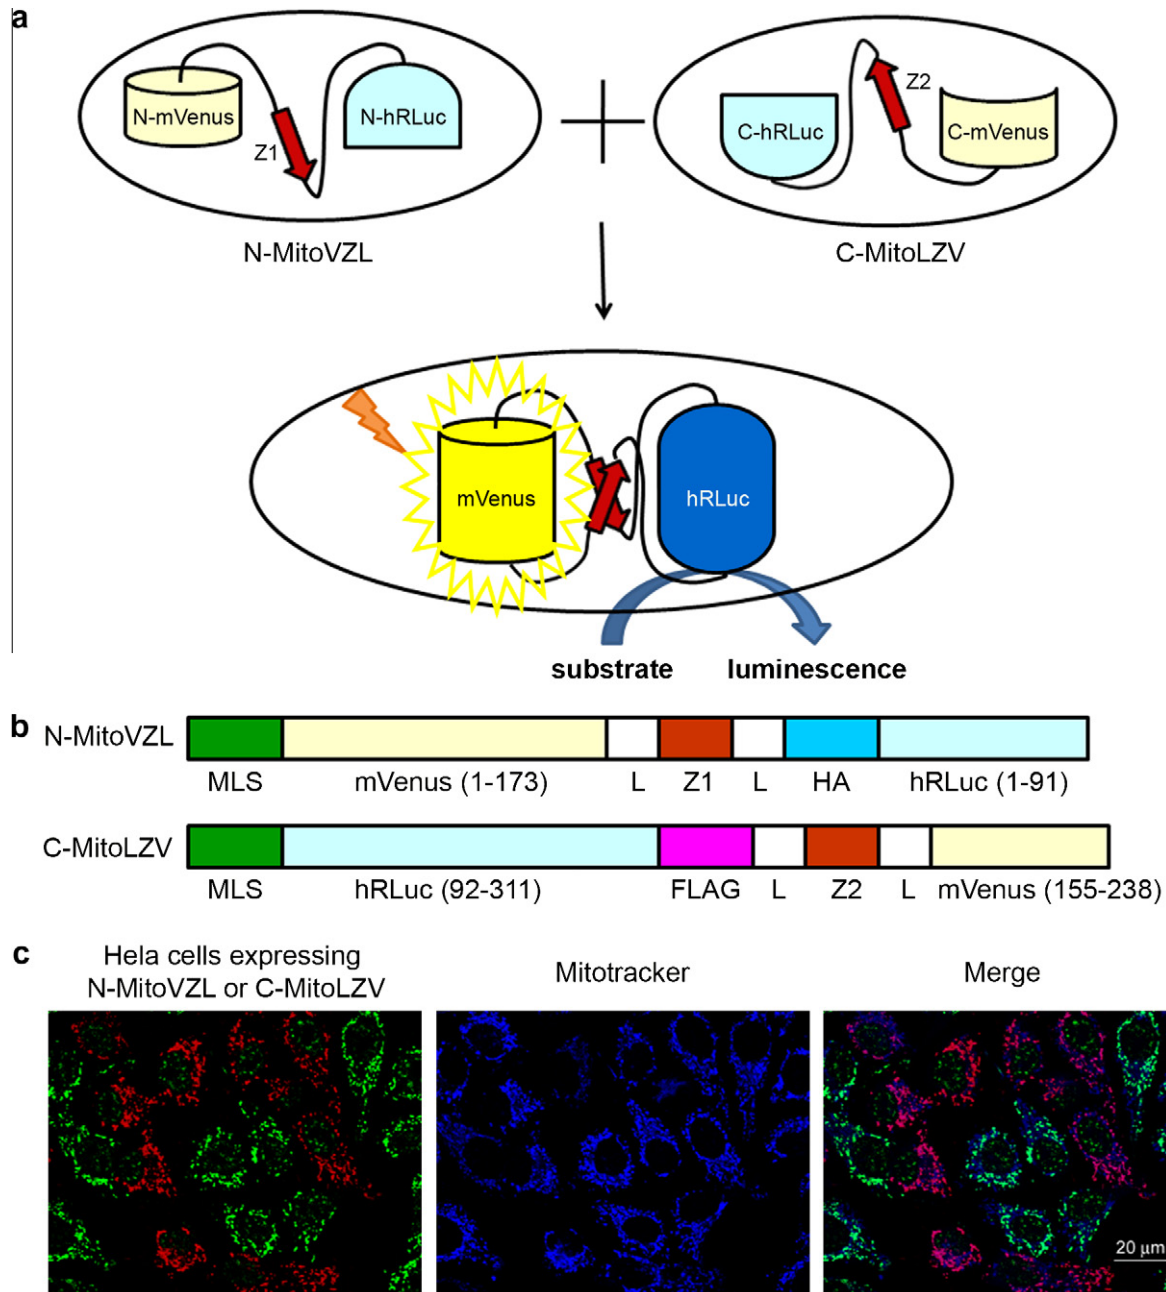 a
N-mVenus
Z1
N-hRLuc
C-hRLuc
Z2
C-mVenus
N-MitoVZL
C-MitoLZV
mVenus
hRLuc
substrate luminescence
b
N-MitoVZL
MLS mVenus (1-173) L Z1 L HA hRLuc (1-91)
C-MitoLZV
MLS hRLuc (92-311) FLAG L Z2 L mVenus (155-238)
c
Hela cells expressing
N-MitoVZL or C-MitoLZV
Mitotracker
Merge
20 μm